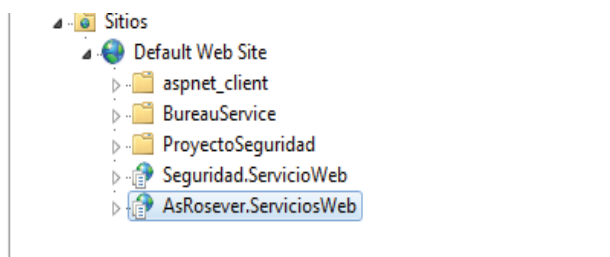 Sitios
Default Web Site
aspnet_client
BureauService
ProyectoSeguridad
Seguridad.ServicioWeb
AsRosever.ServiciosWeb